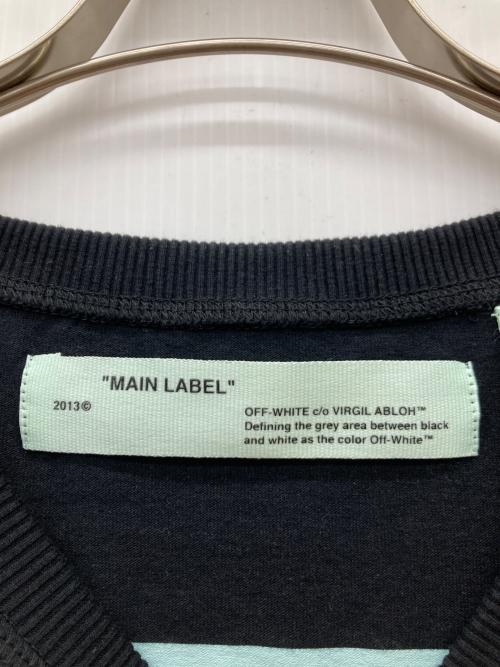 "MAIN LABEL"
2013©
OFF-WHITE c/o VIRGIL ABLOH™
Defining the grey area between black
and white as the color Off-White™